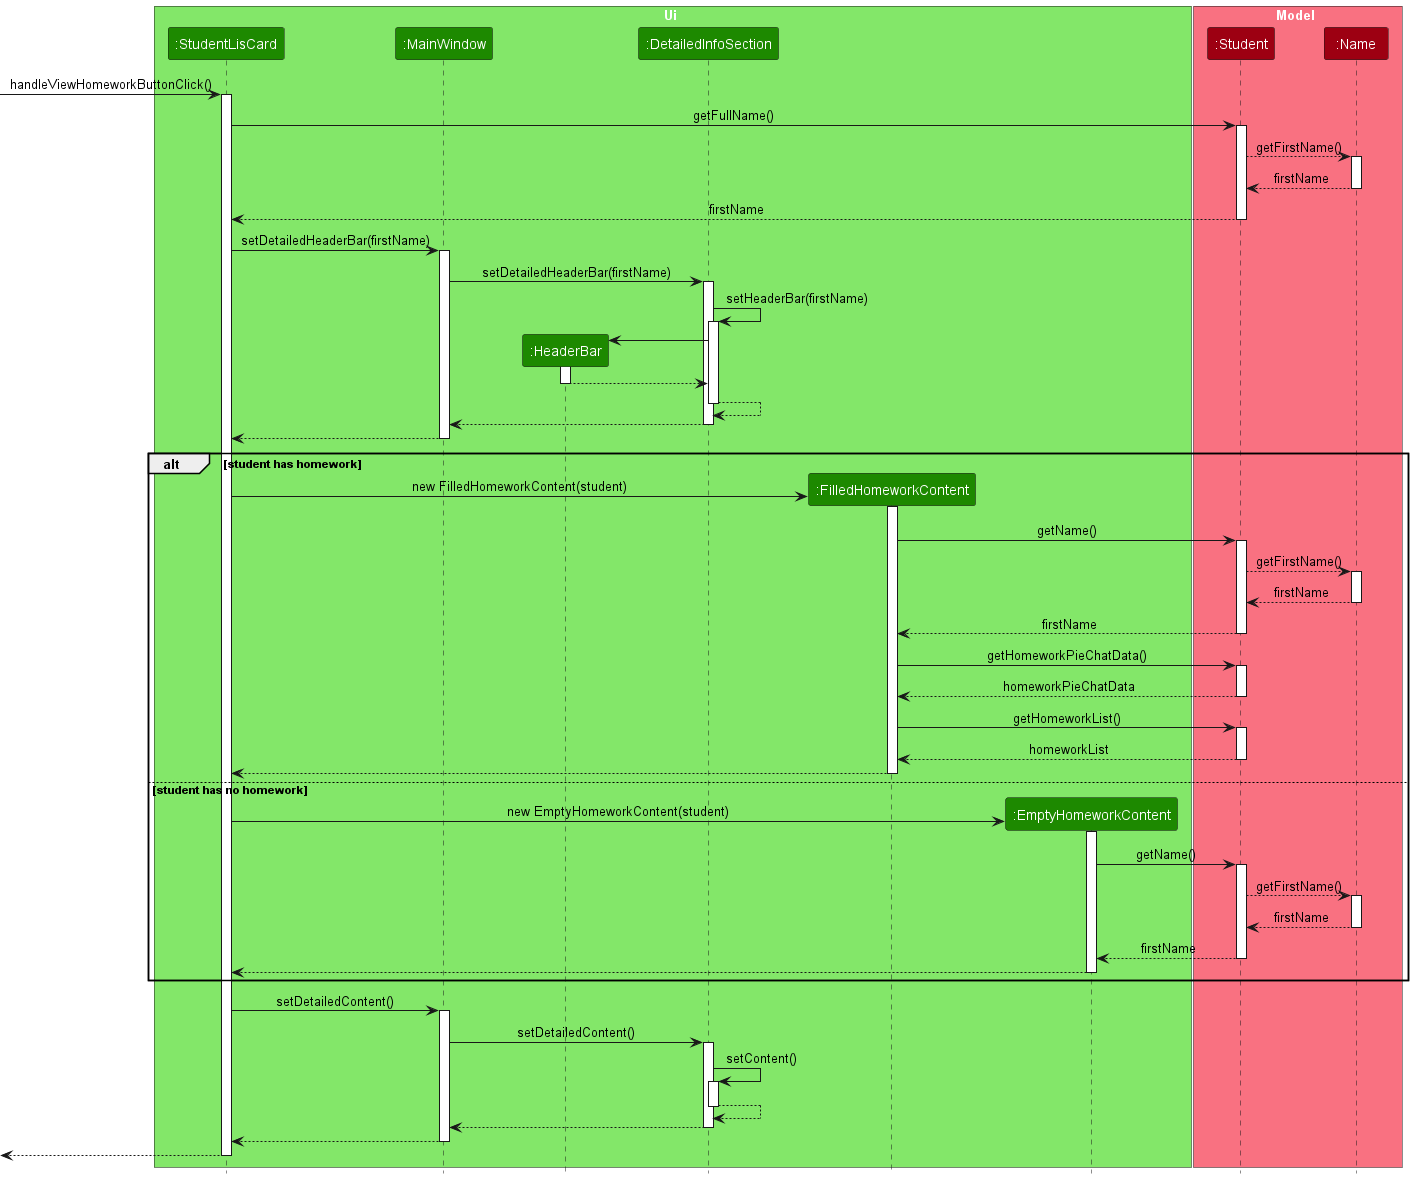 Ui
Model
:StudentLisCard
:MainWindow
:DetailedInfoSection
:Student
:Name
handleViewHomeworkButtonClick()
getFullName()
getFirstName()
firstName
firstName
setDetailedHeaderBar(firstName)
setDetailedHeaderBar(firstName)
setHeaderBar(firstName)
:HeaderBar
alt
[student has homework]
new FilledHomeworkContent(student)
:FilledHomeworkContent
getName()
getFirstName()
firstName
firstName
getHomeworkPieChatData()
homeworkPieChatData
getHomeworkList()
homeworkList
[student has no homework]
new EmptyHomeworkContent(student)
:EmptyHomeworkContent
getName()
getFirstName()
firstName
firstName
setDetailedContent()
setDetailedContent()
setContent()